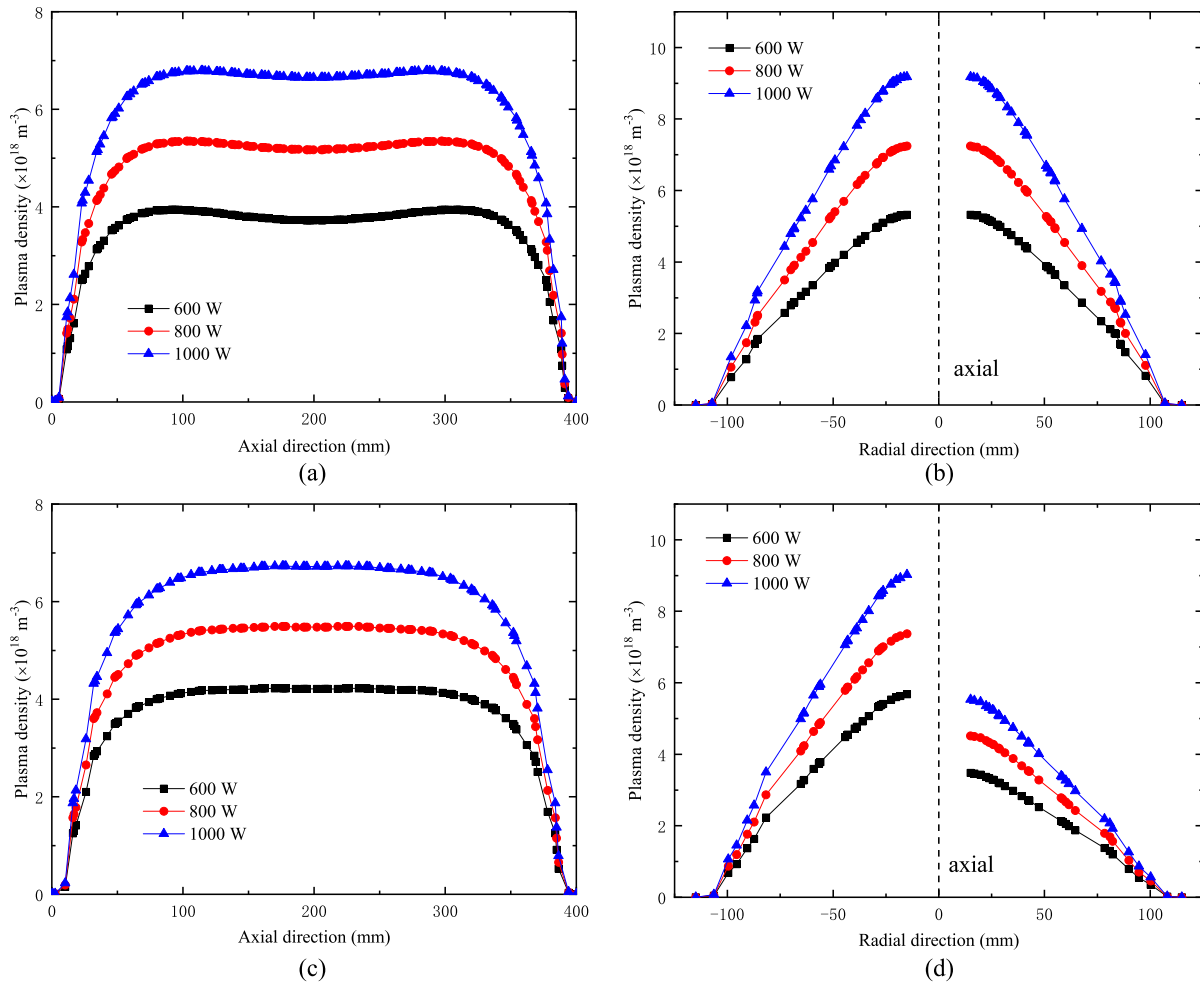 Plasma density (×10¹⁸ m⁻³)
8
6
4
2
0
600 W
800 W
1000 W
0
100
200
300
400
Axial direction (mm)
(a)
Plasma density (×10¹⁸ m⁻³)
10
8
6
4
2
0
600 W
800 W
1000 W
axial
−100
−50
0
50
100
Radial direction (mm)
(b)
Plasma density (×10¹⁸ m⁻³)
8
6
4
2
0
600 W
800 W
1000 W
0
100
200
300
400
Axial direction (mm)
(c)
Plasma density (×10¹⁸ m⁻³)
10
8
6
4
2
0
600 W
800 W
1000 W
axial
−100
−50
0
50
100
Radial direction (mm)
(d)